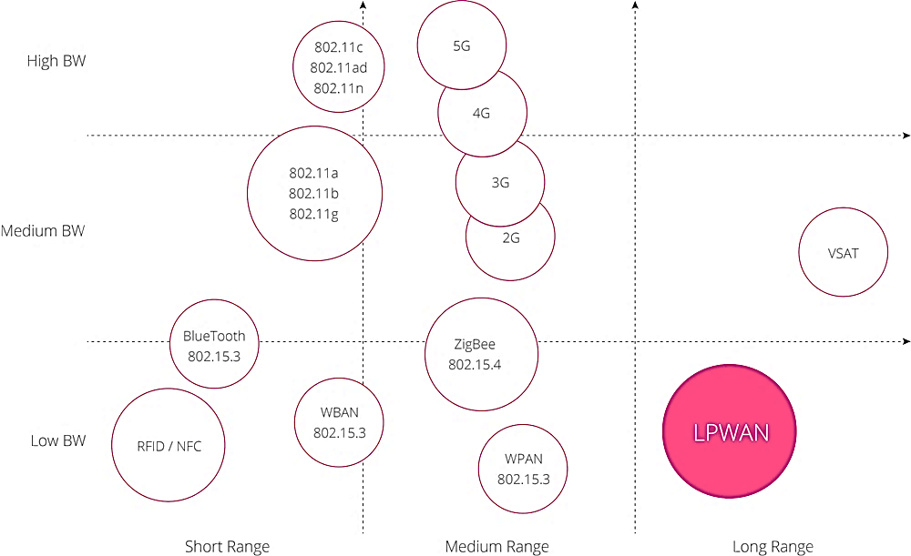 High BW
802.11c
802.11ad
802.11n
5G
4G
802.11a
802.11b
802.11g
3G
Medium BW
2G
VSAT
BlueTooth
802.15.3
ZigBee
802.15.4
Low BW
RFID / NFC
WBAN
802.15.3
WPAN
802.15.3
LPWAN
Short Range
Medium Range
Long Range